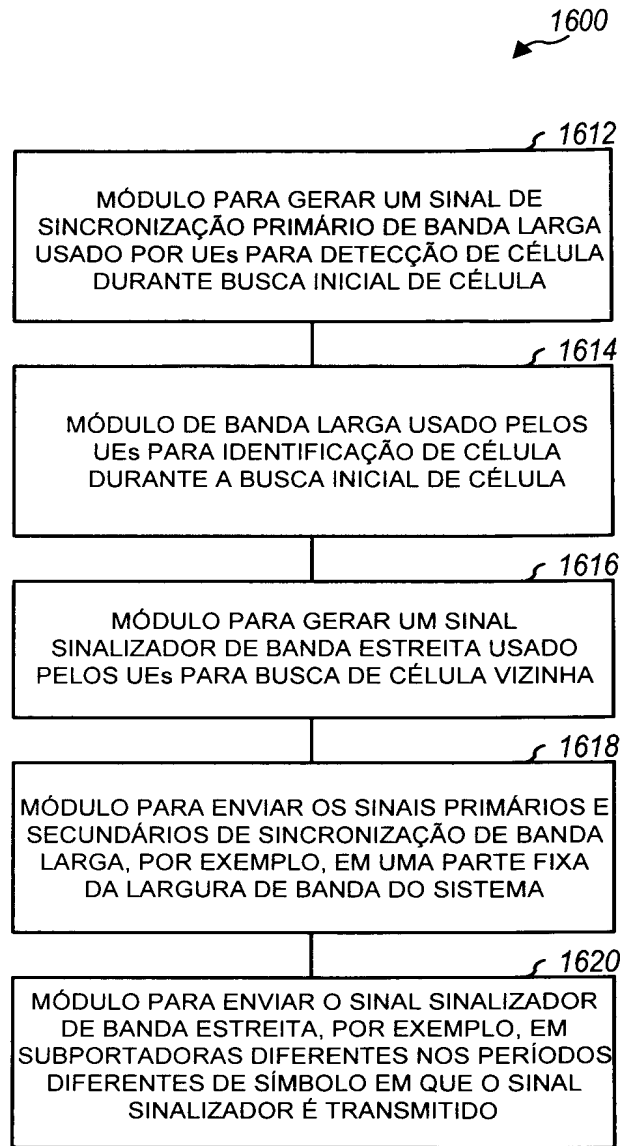 1600
1612
MÓDULO PARA GERAR UM SINAL DE
SINCRONIZAÇÃO PRIMÁRIO DE BANDA LARGA
USADO POR UEs PARA DETECÇÃO DE CÉLULA
DURANTE BUSCA INICIAL DE CÉLULA
1614
MÓDULO DE BANDA LARGA USADO PELOS
UEs PARA IDENTIFICAÇÃO DE CÉLULA
DURANTE A BUSCA INICIAL DE CÉLULA
1616
MÓDULO PARA GERAR UM SINAL
SINALIZADOR DE BANDA ESTREITA USADO
PELOS UEs PARA BUSCA DE CÉLULA VIZINHA
1618
MÓDULO PARA ENVIAR OS SINAIS PRIMÁRIOS E
SECUNDÁRIOS DE SINCRONIZAÇÃO DE BANDA
LARGA, POR EXEMPLO, EM UMA PARTE FIXA
DA LARGURA DE BANDA DO SISTEMA
1620
MÓDULO PARA ENVIAR O SINAL SINALIZADOR
DE BANDA ESTREITA, POR EXEMPLO, EM
SUBPORTADORAS DIFERENTES NOS PERÍODOS
DIFERENTES DE SÍMBOLO EM QUE O SINAL
SINALIZADOR É TRANSMITIDO